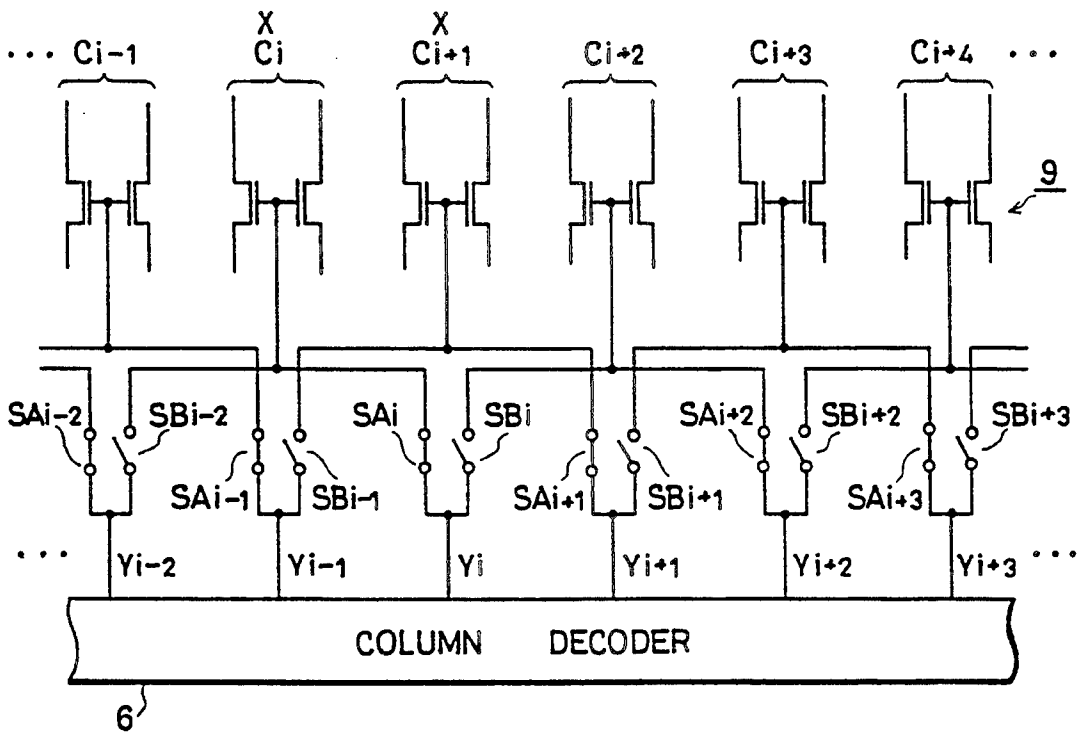 X X
... Ci-1 Ci Ci+1 Ci+2 Ci+3 Ci+4 ...
9
SAi-2 SBi-2 SAi SBi SAi+2 SBi+2 SBi+3
SAi-1 SBi-1 SAi+1 SBi+1 SAi+3
... Yi-2 Yi-1 Yi Yi+1 Yi+2 Yi+3 ...
COLUMN DECODER
6